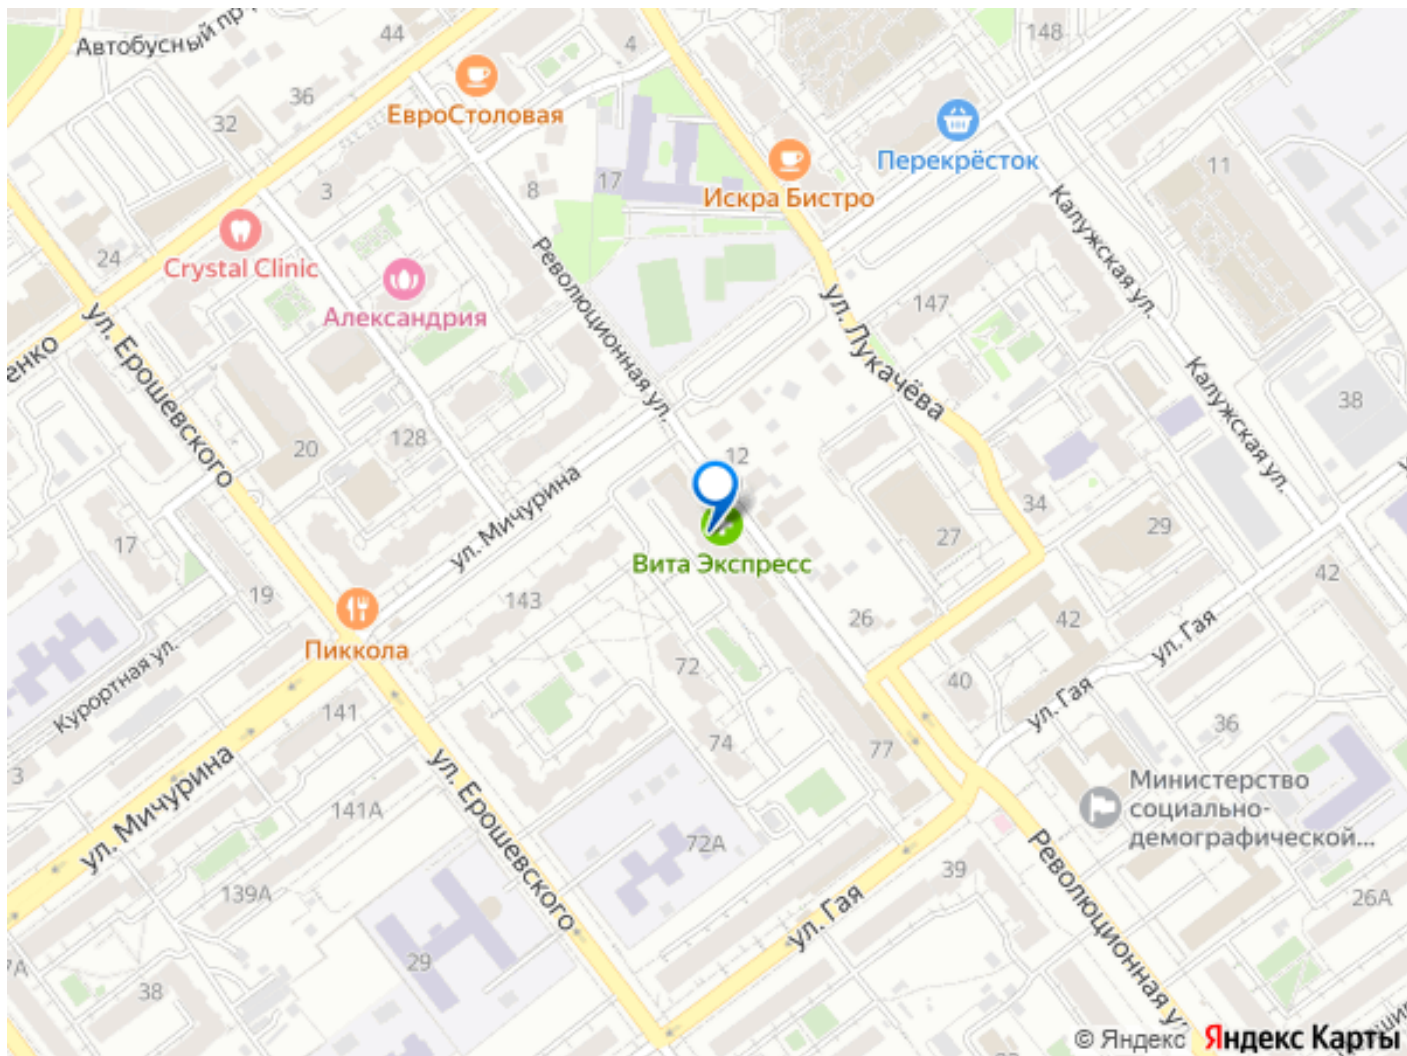 Автобусный пр
44
4
148
36
32
ЕвроСтоловая
Перекрёсток
11
3
8
17
Искра Бистро
Калужская ул.
24
Crystal Clinic
Александрия
Революционная ул.
ул. Лукачёва
147
енко
ул. Ерошевского
Калужская ул.
38
128
20
12
ул. Мичурина
34
29
27
17
Вита Экспресс
42
19
143
26
42
ул. Гая
Пиккола
Курортная ул.
72
40
ул. Гая
141
36
74
77
3
ул. Мичурина
ул. Ерошевского
141А
Министерство
социально-
демографической...
72А
39
Революционная у
139А
26А
ул. Гая
29
7А
38
© Яндекс Яндекс Карты